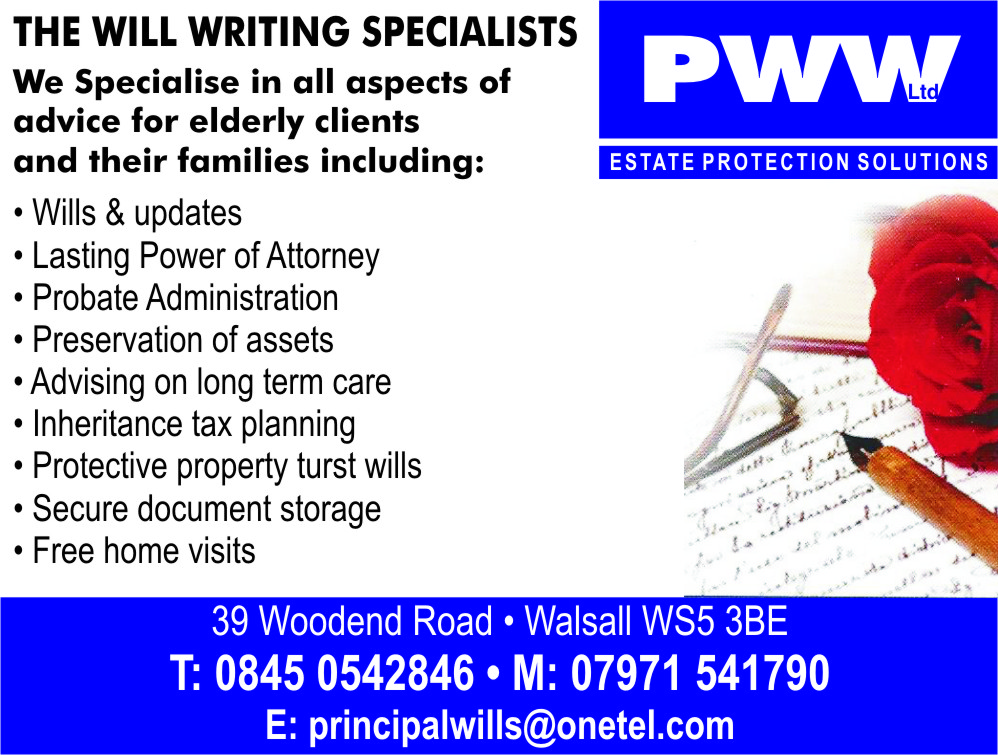 THE WILL WRITING SPECIALISTS
We Specialise in all aspects of
advice for elderly clients
and their families including:
• Wills & updates
• Lasting Power of Attorney
• Probate Administration
• Preservation of assets
• Advising on long term care
• Inheritance tax planning
• Protective property turst wills
• Secure document storage
• Free home visits
PWW Ltd
ESTATE PROTECTION SOLUTIONS
39 Woodend Road • Walsall WS5 3BE
T: 0845 0542846 • M: 07971 541790
E: principalwills@onetel.com